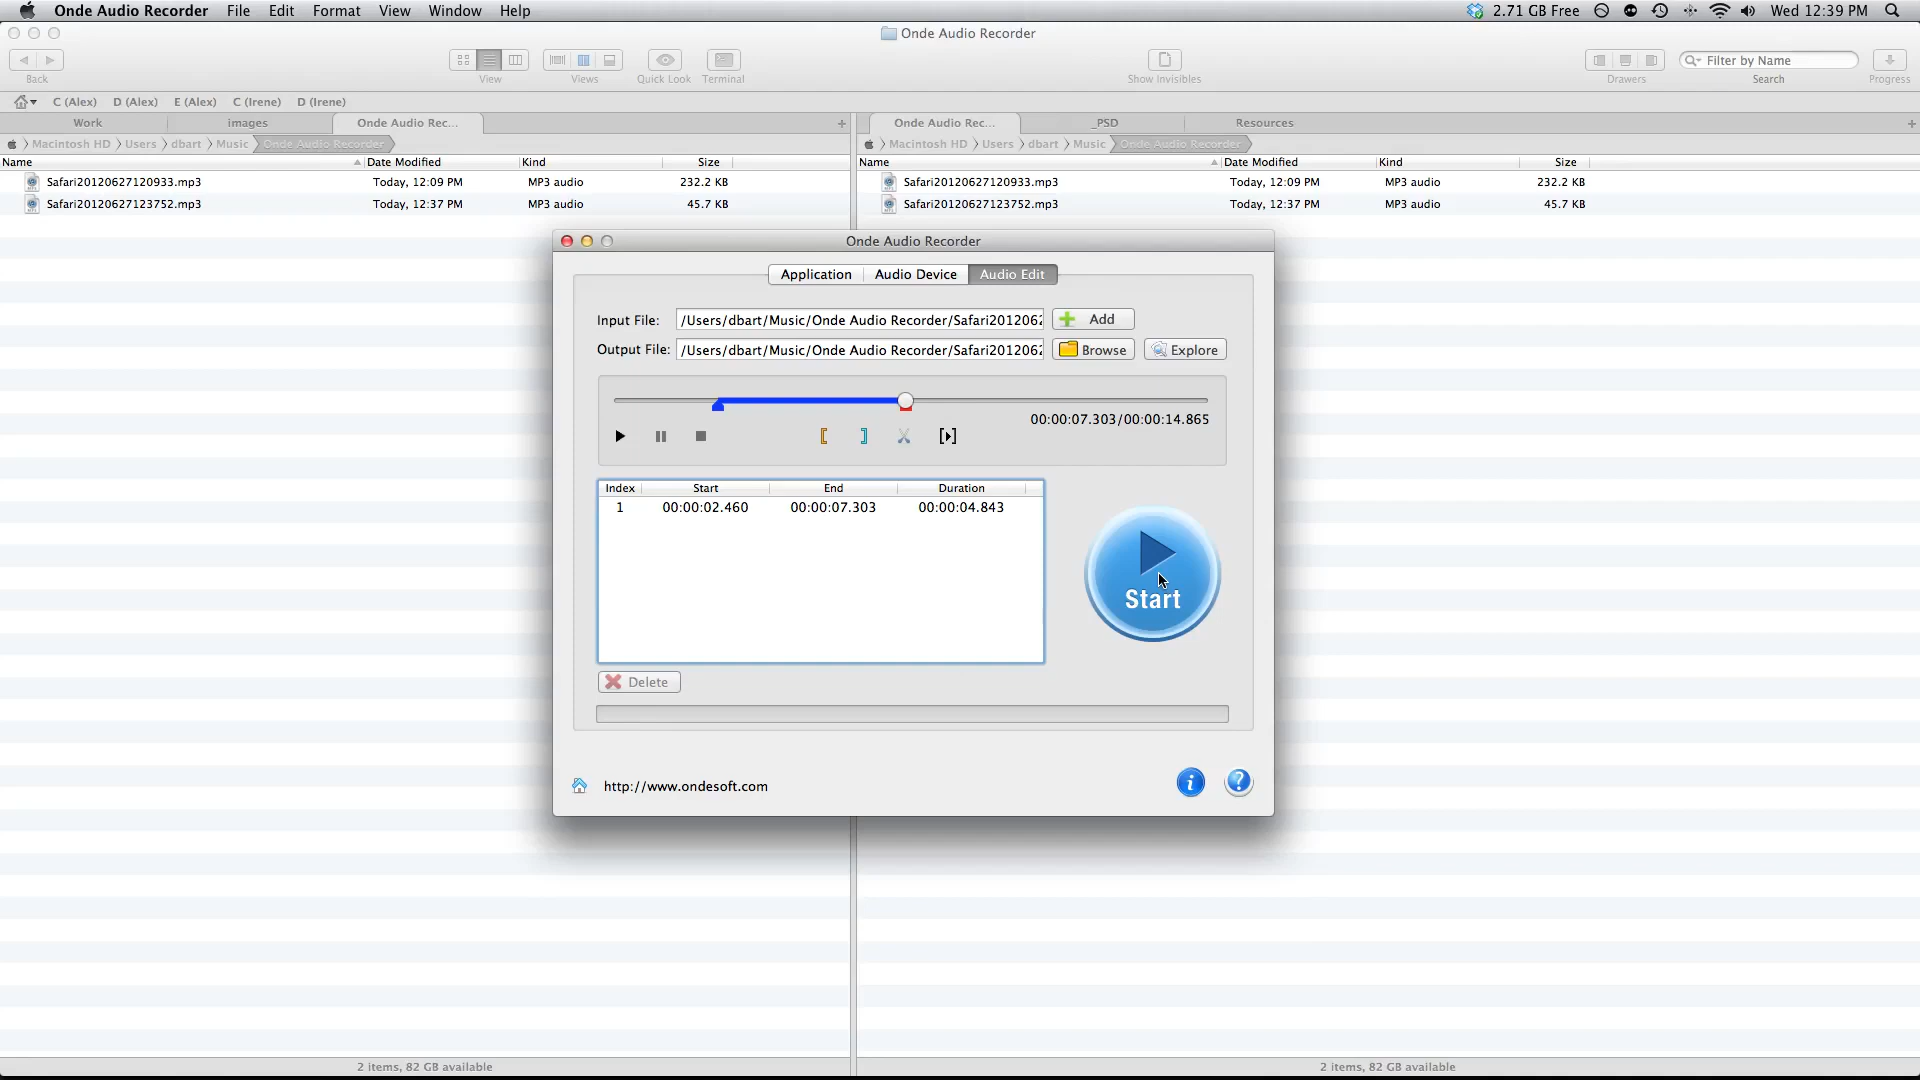 Onde Audio Recorder File Edit Format View Window Help 2.71 GB Free Wed 12:39 PM
Onde Audio Recorder
Filter by Name
Back View Views Quick Look Terminal Show Invisibles Drawers Search Progress
C (Alex) D (Alex) E (Alex) C (Irene) D (Irene)
Work images Onde Audio Rec... + Onde Audio Rec... _PSD Resources +
Macintosh HD Users dbart Music Onde Audio Recorder Macintosh HD Users dbart Music Onde Audio Recorder
Name Date Modified Kind Size Name Date Modified Kind Size
Safari20120627120933.mp3 Today, 12:09 PM MP3 audio 232.2 KB Safari20120627120933.mp3 Today, 12:09 PM MP3 audio 232.2 KB
Safari20120627123752.mp3 Today, 12:37 PM MP3 audio 45.7 KB Safari20120627123752.mp3 Today, 12:37 PM MP3 audio 45.7 KB
Onde Audio Recorder
Application Audio Device Audio Edit
Input File: /Users/dbart/Music/Onde Audio Recorder/Safari201206 Add
Output File: /Users/dbart/Music/Onde Audio Recorder/Safari201206 Browse Explore
00:00:07.303/00:00:14.865
Index Start End Duration
1 00:00:02.460 00:00:07.303 00:00:04.843
Start
Delete
http://www.ondesoft.com
2 items, 82 GB available 2 items, 82 GB available